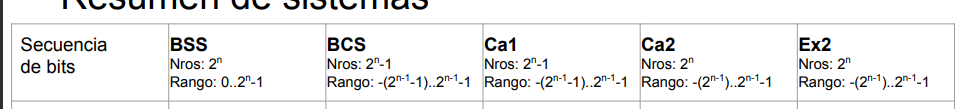 Resumen de sistemas
Secuencia de bits
BSS
Nros: 2ⁿ
Rango: 0..2ⁿ-1
BCS
Nros: 2ⁿ-1
Rango: -(2ⁿ⁻¹-1)..2ⁿ⁻¹-1
Ca1
Nros: 2ⁿ-1
Rango: -(2ⁿ⁻¹-1)..2ⁿ⁻¹-1
Ca2
Nros: 2ⁿ
Rango: -(2ⁿ⁻¹)..2ⁿ⁻¹-1
Ex2
Nros: 2ⁿ
Rango: -(2ⁿ⁻¹)..2ⁿ⁻¹-1